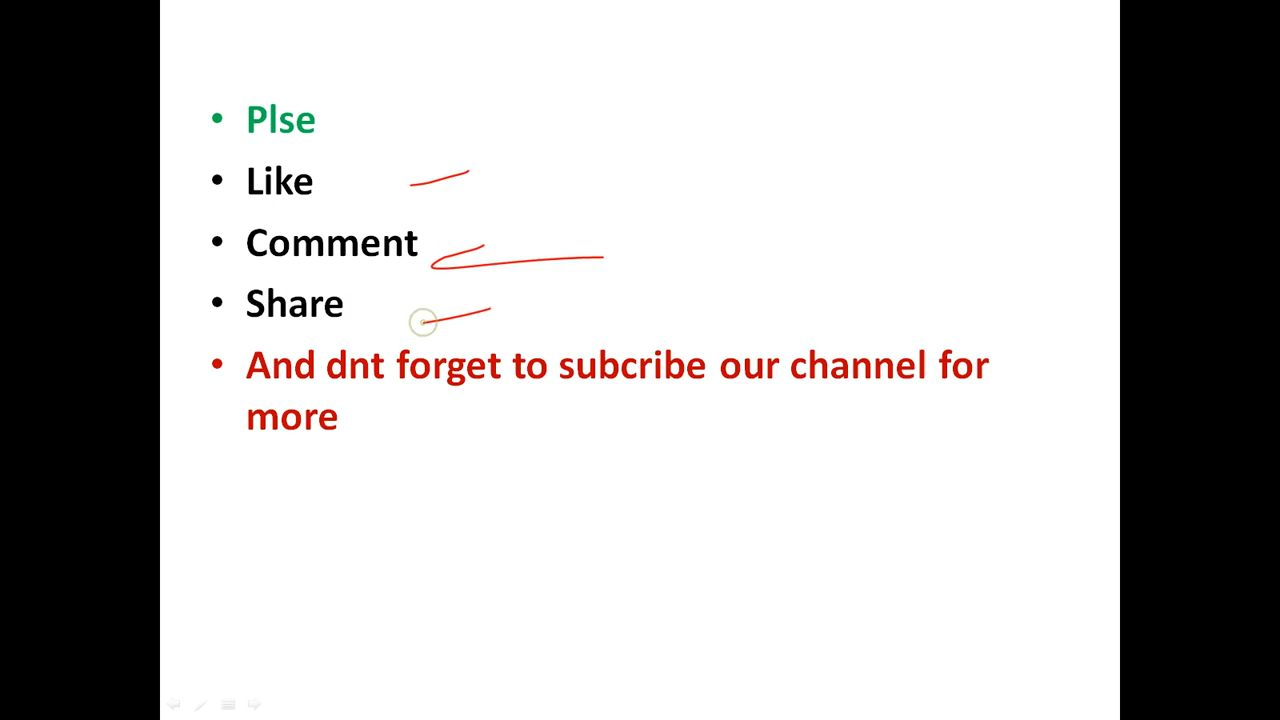 • Plse
• Like
• Comment
• Share
• And dnt forget to subcribe our channel for
more